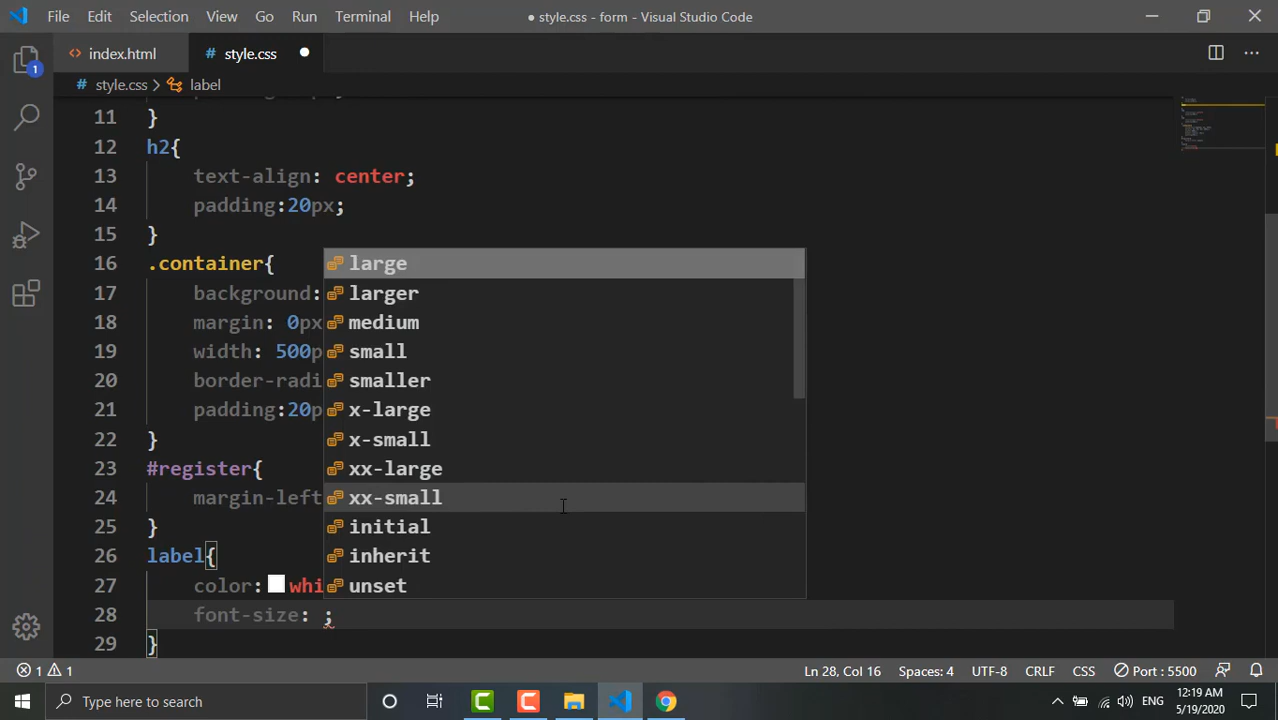 File Edit Selection View Go Run Terminal Help ● style.css - form - Visual Studio Code
<> index.html # style.css ●
# style.css > label
11 }
12 h2{
13 text-align: center;
14 padding:20px;
15 }
16 .container{
17 background:
18 margin: 0px
19 width: 500p
20 border-radi
21 padding:20p
22 }
23 #register{
24 margin-left
25 }
26 label{
27 color: whi
28 font-size: ;
29 }
large
larger
medium
small
smaller
x-large
x-small
xx-large
xx-small
initial
inherit
unset
1
1 1 Ln 28, Col 16 Spaces: 4 UTF-8 CRLF CSS Port : 5500
Type here to search
ENG 12:19 AM
5/19/2020